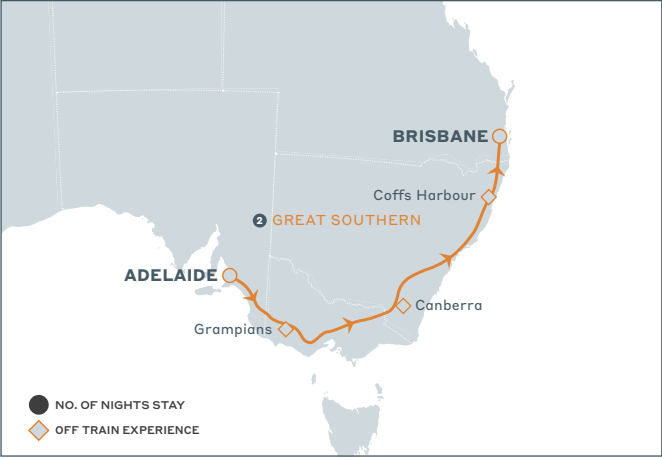 BRISBANE
Coffs Harbour
2 GREAT SOUTHERN
ADELAIDE
Canberra
Grampians
NO. OF NIGHTS STAY
OFF TRAIN EXPERIENCE